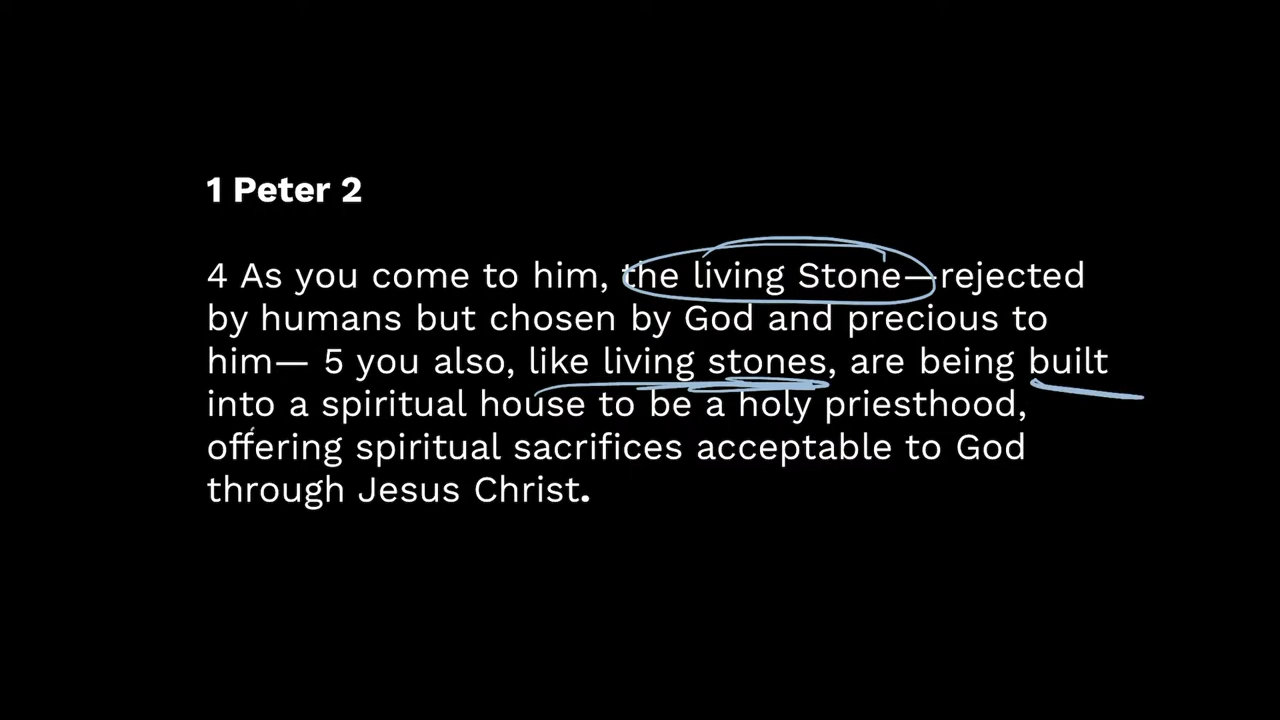 1 Peter 2
4 As you come to him, the living Stone—rejected
by humans but chosen by God and precious to
him— 5 you also, like living stones, are being built
into a spiritual house to be a holy priesthood,
offering spiritual sacrifices acceptable to God
through Jesus Christ.